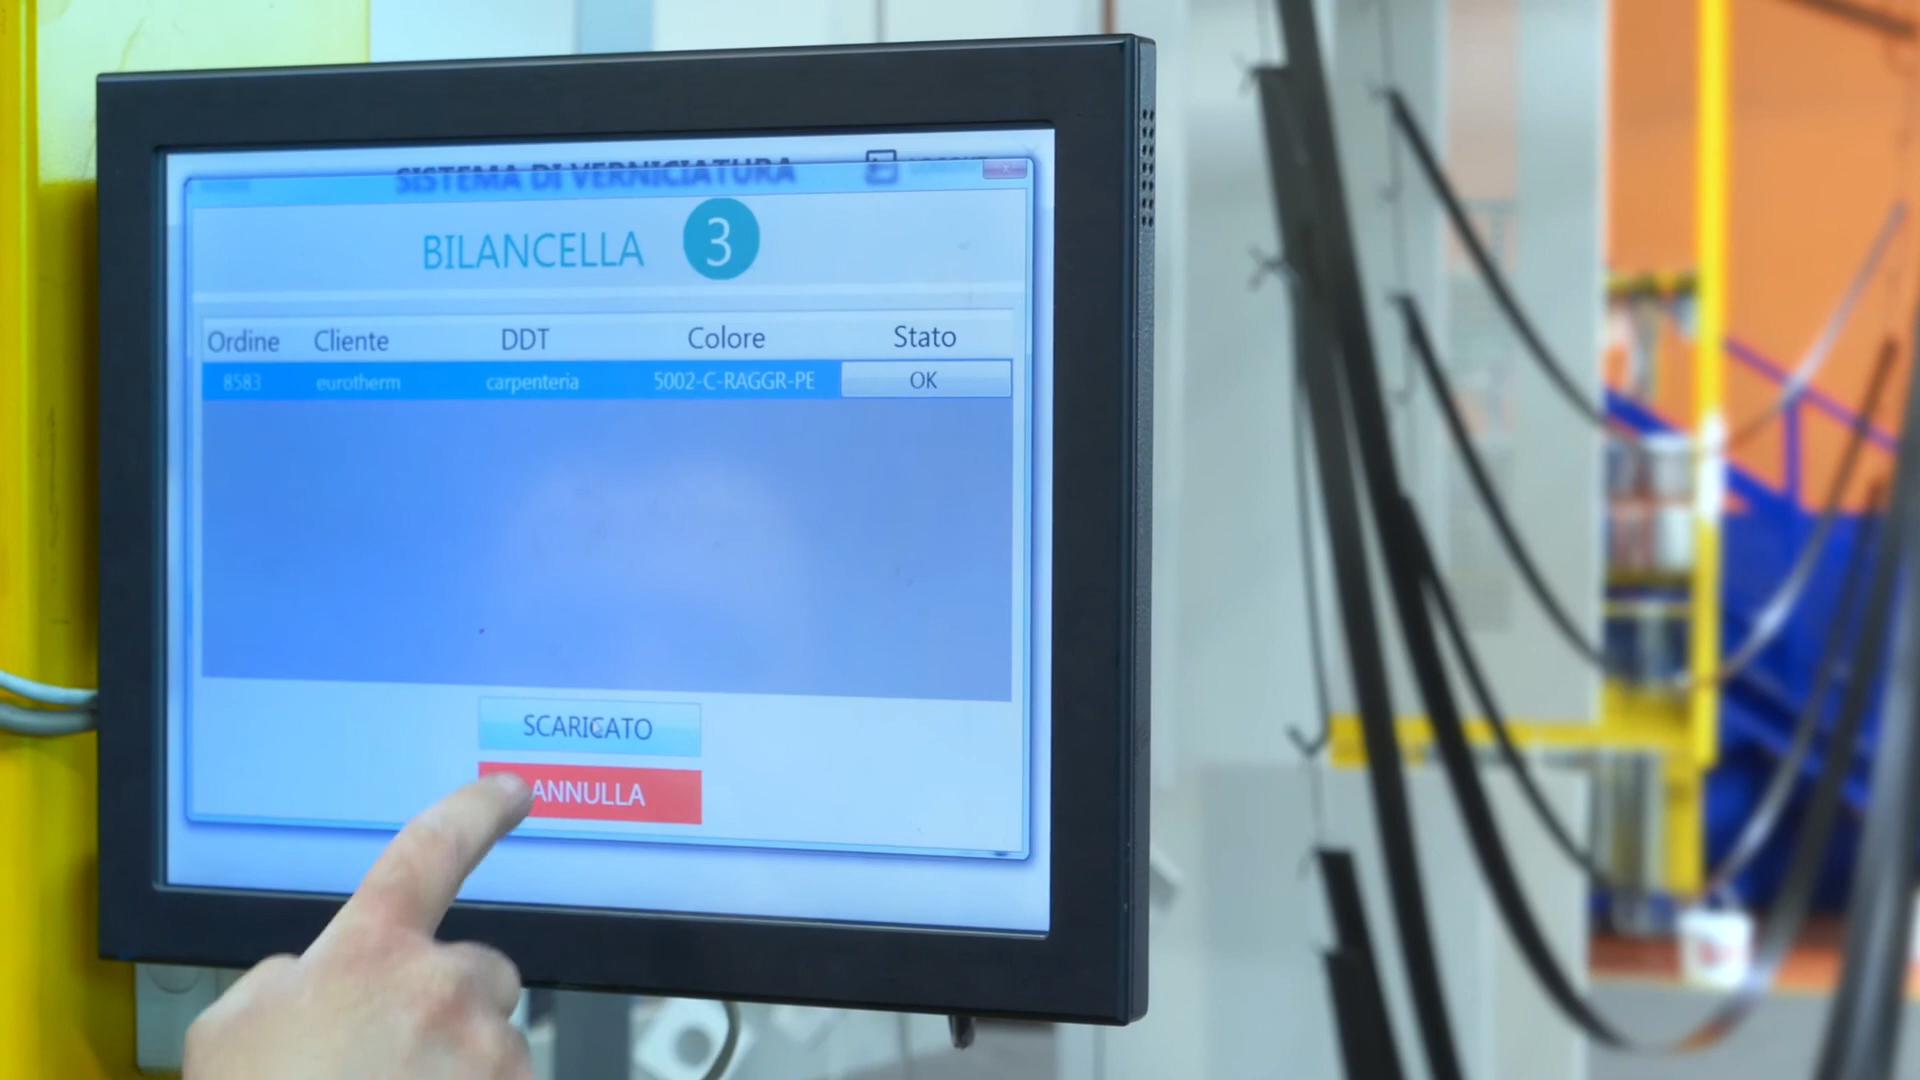 SISTEMA DI VERNICIATURA
BILANCELLA 3
Ordine Cliente DDT Colore Stato
8583 eurotherm carpenteria 5002-C-RAGGR-PE OK
SCARICATO
ANNULLA